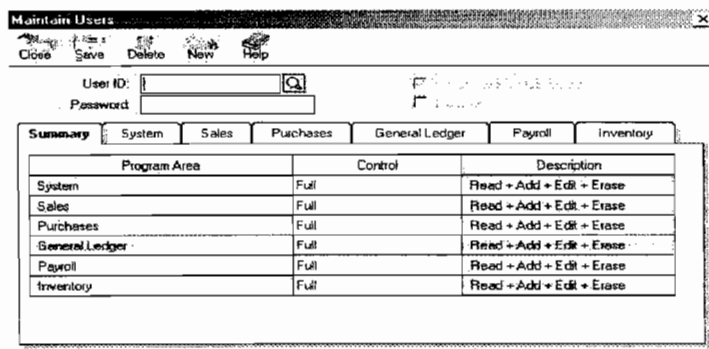 Maintain Users
Close Save Delete New Help
User ID:
Password
Summary System Sales Purchases General Ledger Payroll Inventory
Program Area Control Description
System Full Read + Add + Edit + Erase
Sales Full Read + Add + Edit + Erase
Purchases Full Read + Add + Edit + Erase
General Ledger Full Read + Add + Edit + Erase
Payroll Full Read + Add + Edit + Erase
Inventory Full Read + Add + Edit + Erase